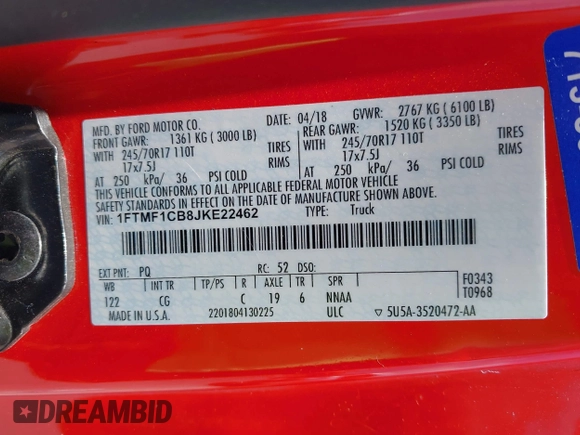 MFD. BY FORD MOTOR CO.
DATE: 04/18 GVWR: 2767 KG ( 6100 LB)
FRONT GAWR: 1361 KG ( 3000 LB)
REAR GAWR: 1520 KG ( 3350 LB)
WITH 245/70R17 110T TIRES
WITH 245/70R17 110T TIRES
17x7.5J RIMS
17x7.5J RIMS
AT 250 kPa/ 36 PSI COLD
AT 250 kPa/ 36 PSI COLD
THIS VEHICLE CONFORMS TO ALL APPLICABLE FEDERAL MOTOR VEHICLE
SAFETY STANDARDS IN EFFECT ON THE DATE OF MANUFACTURE SHOWN ABOVE.
VIN: 1FTMF1CB8JKE22462 TYPE: Truck
EXT PNT: PQ RC: 52 DSO:
WB INT TR TP/PS R AXLE TR SPR
F0343
122 CG C 19 6 NNAA
T0968
MADE IN U.S.A. 2201804130225 ULC ▽ 5U5A-3520472-AA
DREAMBID